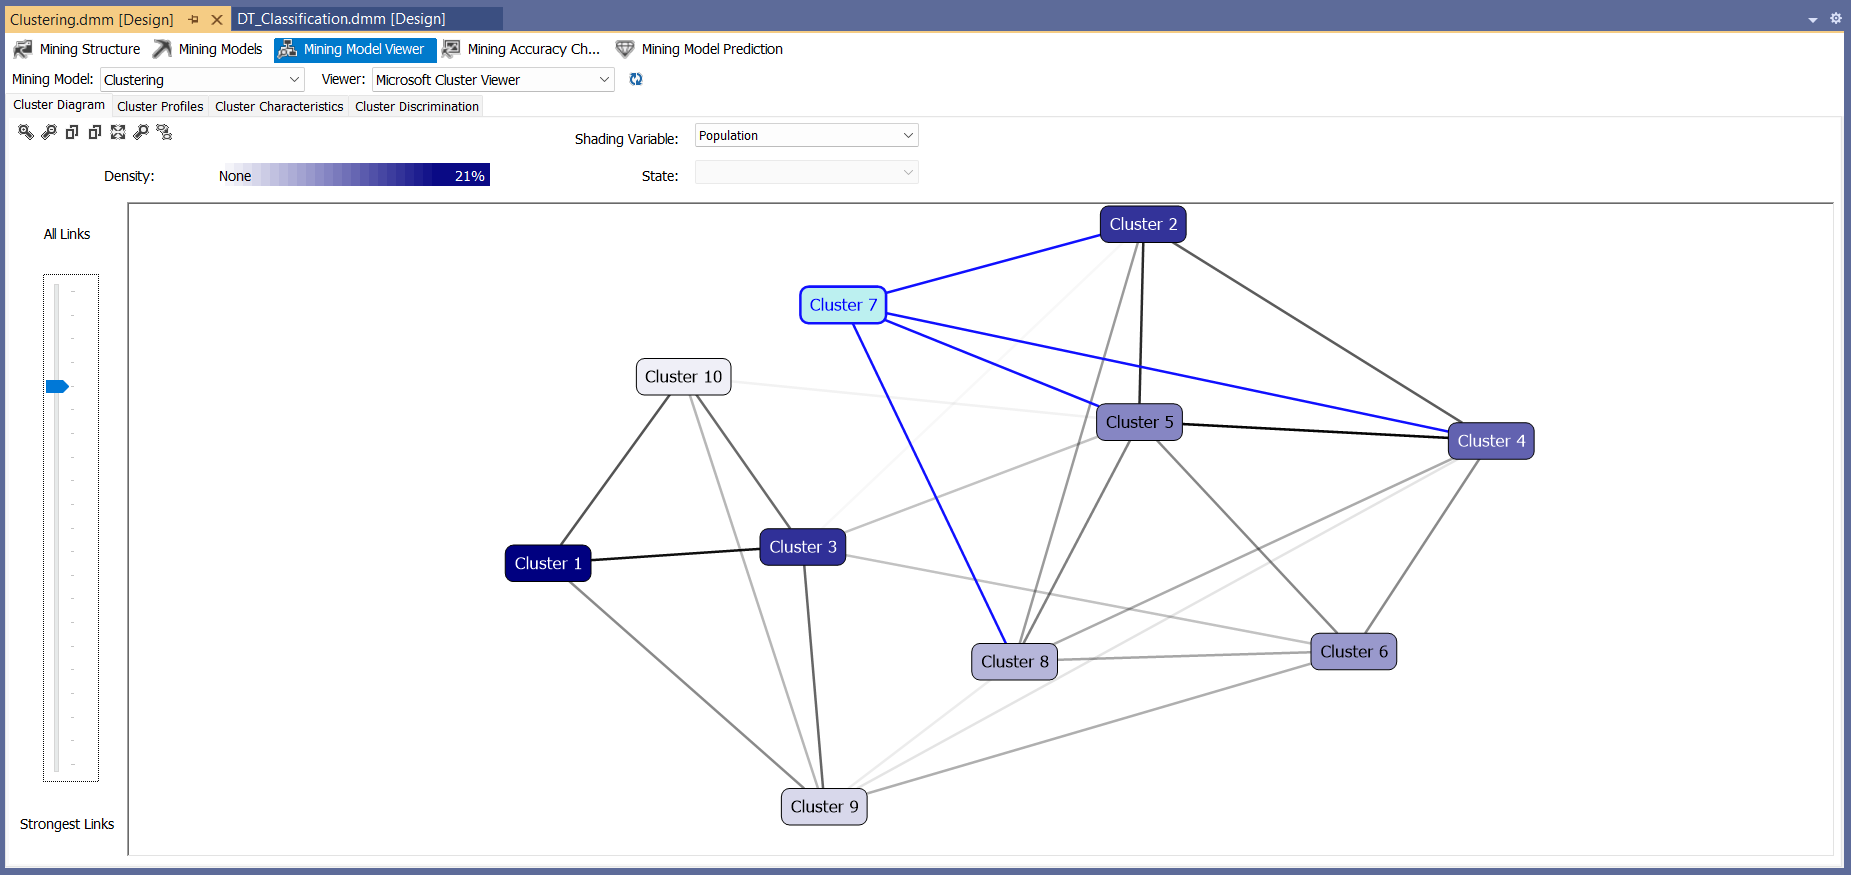 Clustering.dmm [Design]
DT_Classification.dmm [Design]
Mining Structure
Mining Models
Mining Model Viewer
Mining Accuracy Ch...
Mining Model Prediction
Mining Model:
Clustering
Viewer:
Microsoft Cluster Viewer
Cluster Diagram
Cluster Profiles
Cluster Characteristics
Cluster Discrimination
Shading Variable:
Population
Density:
None
21%
State:
All Links
Strongest Links
Cluster 2
Cluster 7
Cluster 10
Cluster 5
Cluster 4
Cluster 3
Cluster 1
Cluster 8
Cluster 6
Cluster 9